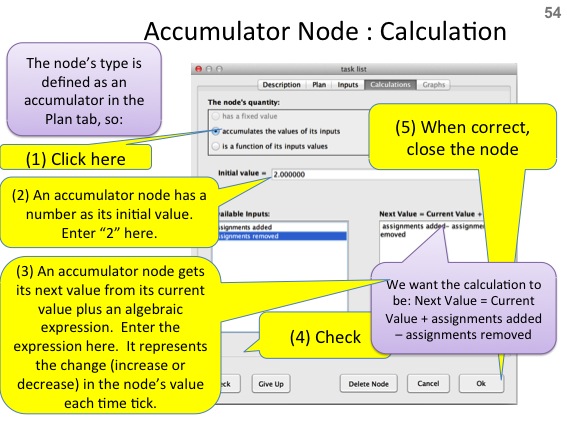 54
Accumulator Node : Calculation
The node's type is
defined as an
accumulator in the
Plan tab, so:
(1) Click here
(2) An accumulator node has a
number as its initial value.
Enter "2" here.
(3) An accumulator node gets
its next value from its current
value plus an algebraic
expression. Enter the
expression here. It represents
the change (increase or
decrease) in the node's value
each time tick.
task list
Description Plan Inputs Calculations Graphs
The node's quantity:
has a fixed value
accumulates the values of its inputs
is a function of its inputs values
Initial value = 2.000000
ailable Inputs:
signments added
signments removed
Next Value = Current Value +
assignments added- assignmen
emoved
(4) Check
(5) When correct,
close the node
We want the calculation to
be: Next Value = Current
Value + assignments added
– assignments removed
eck Give Up Delete Node Cancel Ok